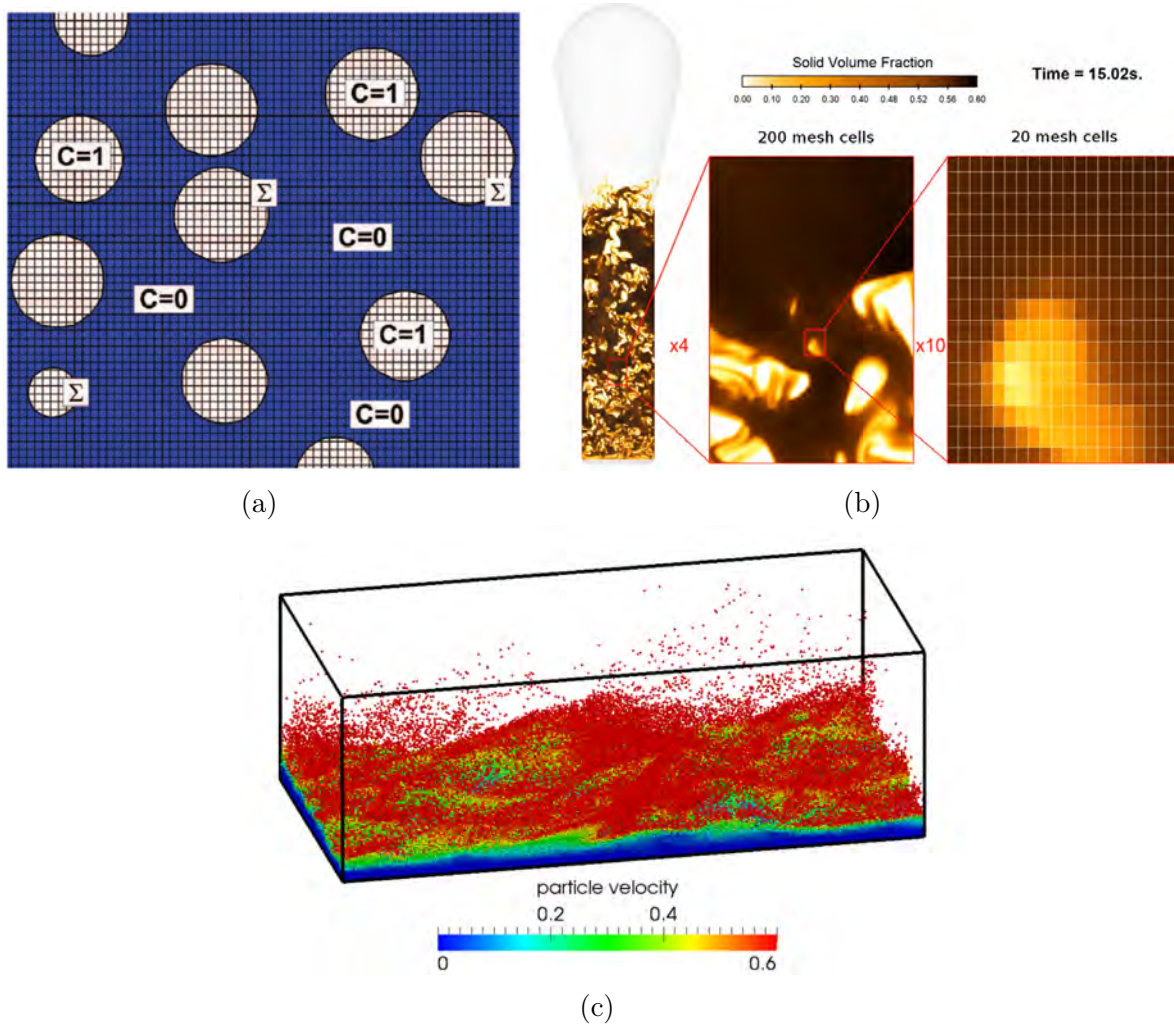 C=1
C=1
Σ
Σ
C=0
C=0
C=1
Σ
C=0
(a)
Solid Volume Fraction
Time = 15.02s.
0.00 0.10 0.20 0.30 0.40 0.48 0.52 0.56 0.60
200 mesh cells
20 mesh cells
x4
x10
(b)
particle velocity
0.2 0.4
0 0.6
(c)